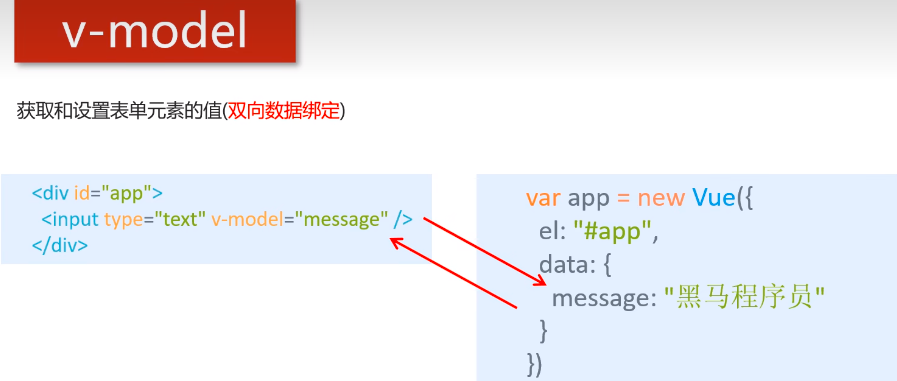 v-model
获取和设置表单元素的值(双向数据绑定)
<div id="app">
  <input type="text" v-model="message" />
</div>
var app = new Vue({
  el: "#app",
  data: {
    message: "黑马程序员"
  }
})